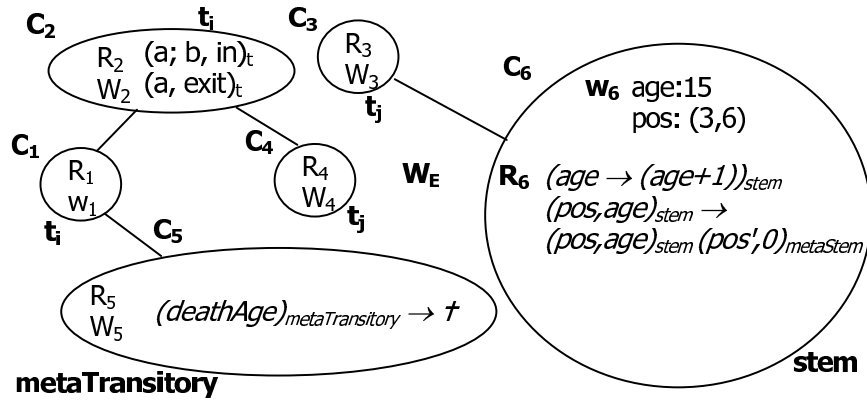 C2
ti
R2 (a; b, in)t
W2 (a, exit)t
C3
R3
W3
tj
C1
R1
w1
ti
C4
R4
W4
tj
WE
C5
R5
W5
(deathAge)metaTransitory → †
metaTransitory
C6
w6 age:15
pos: (3,6)
R6 (age → (age+1))stem
(pos,age)stem →
(pos,age)stem (pos',0)metaStem
stem